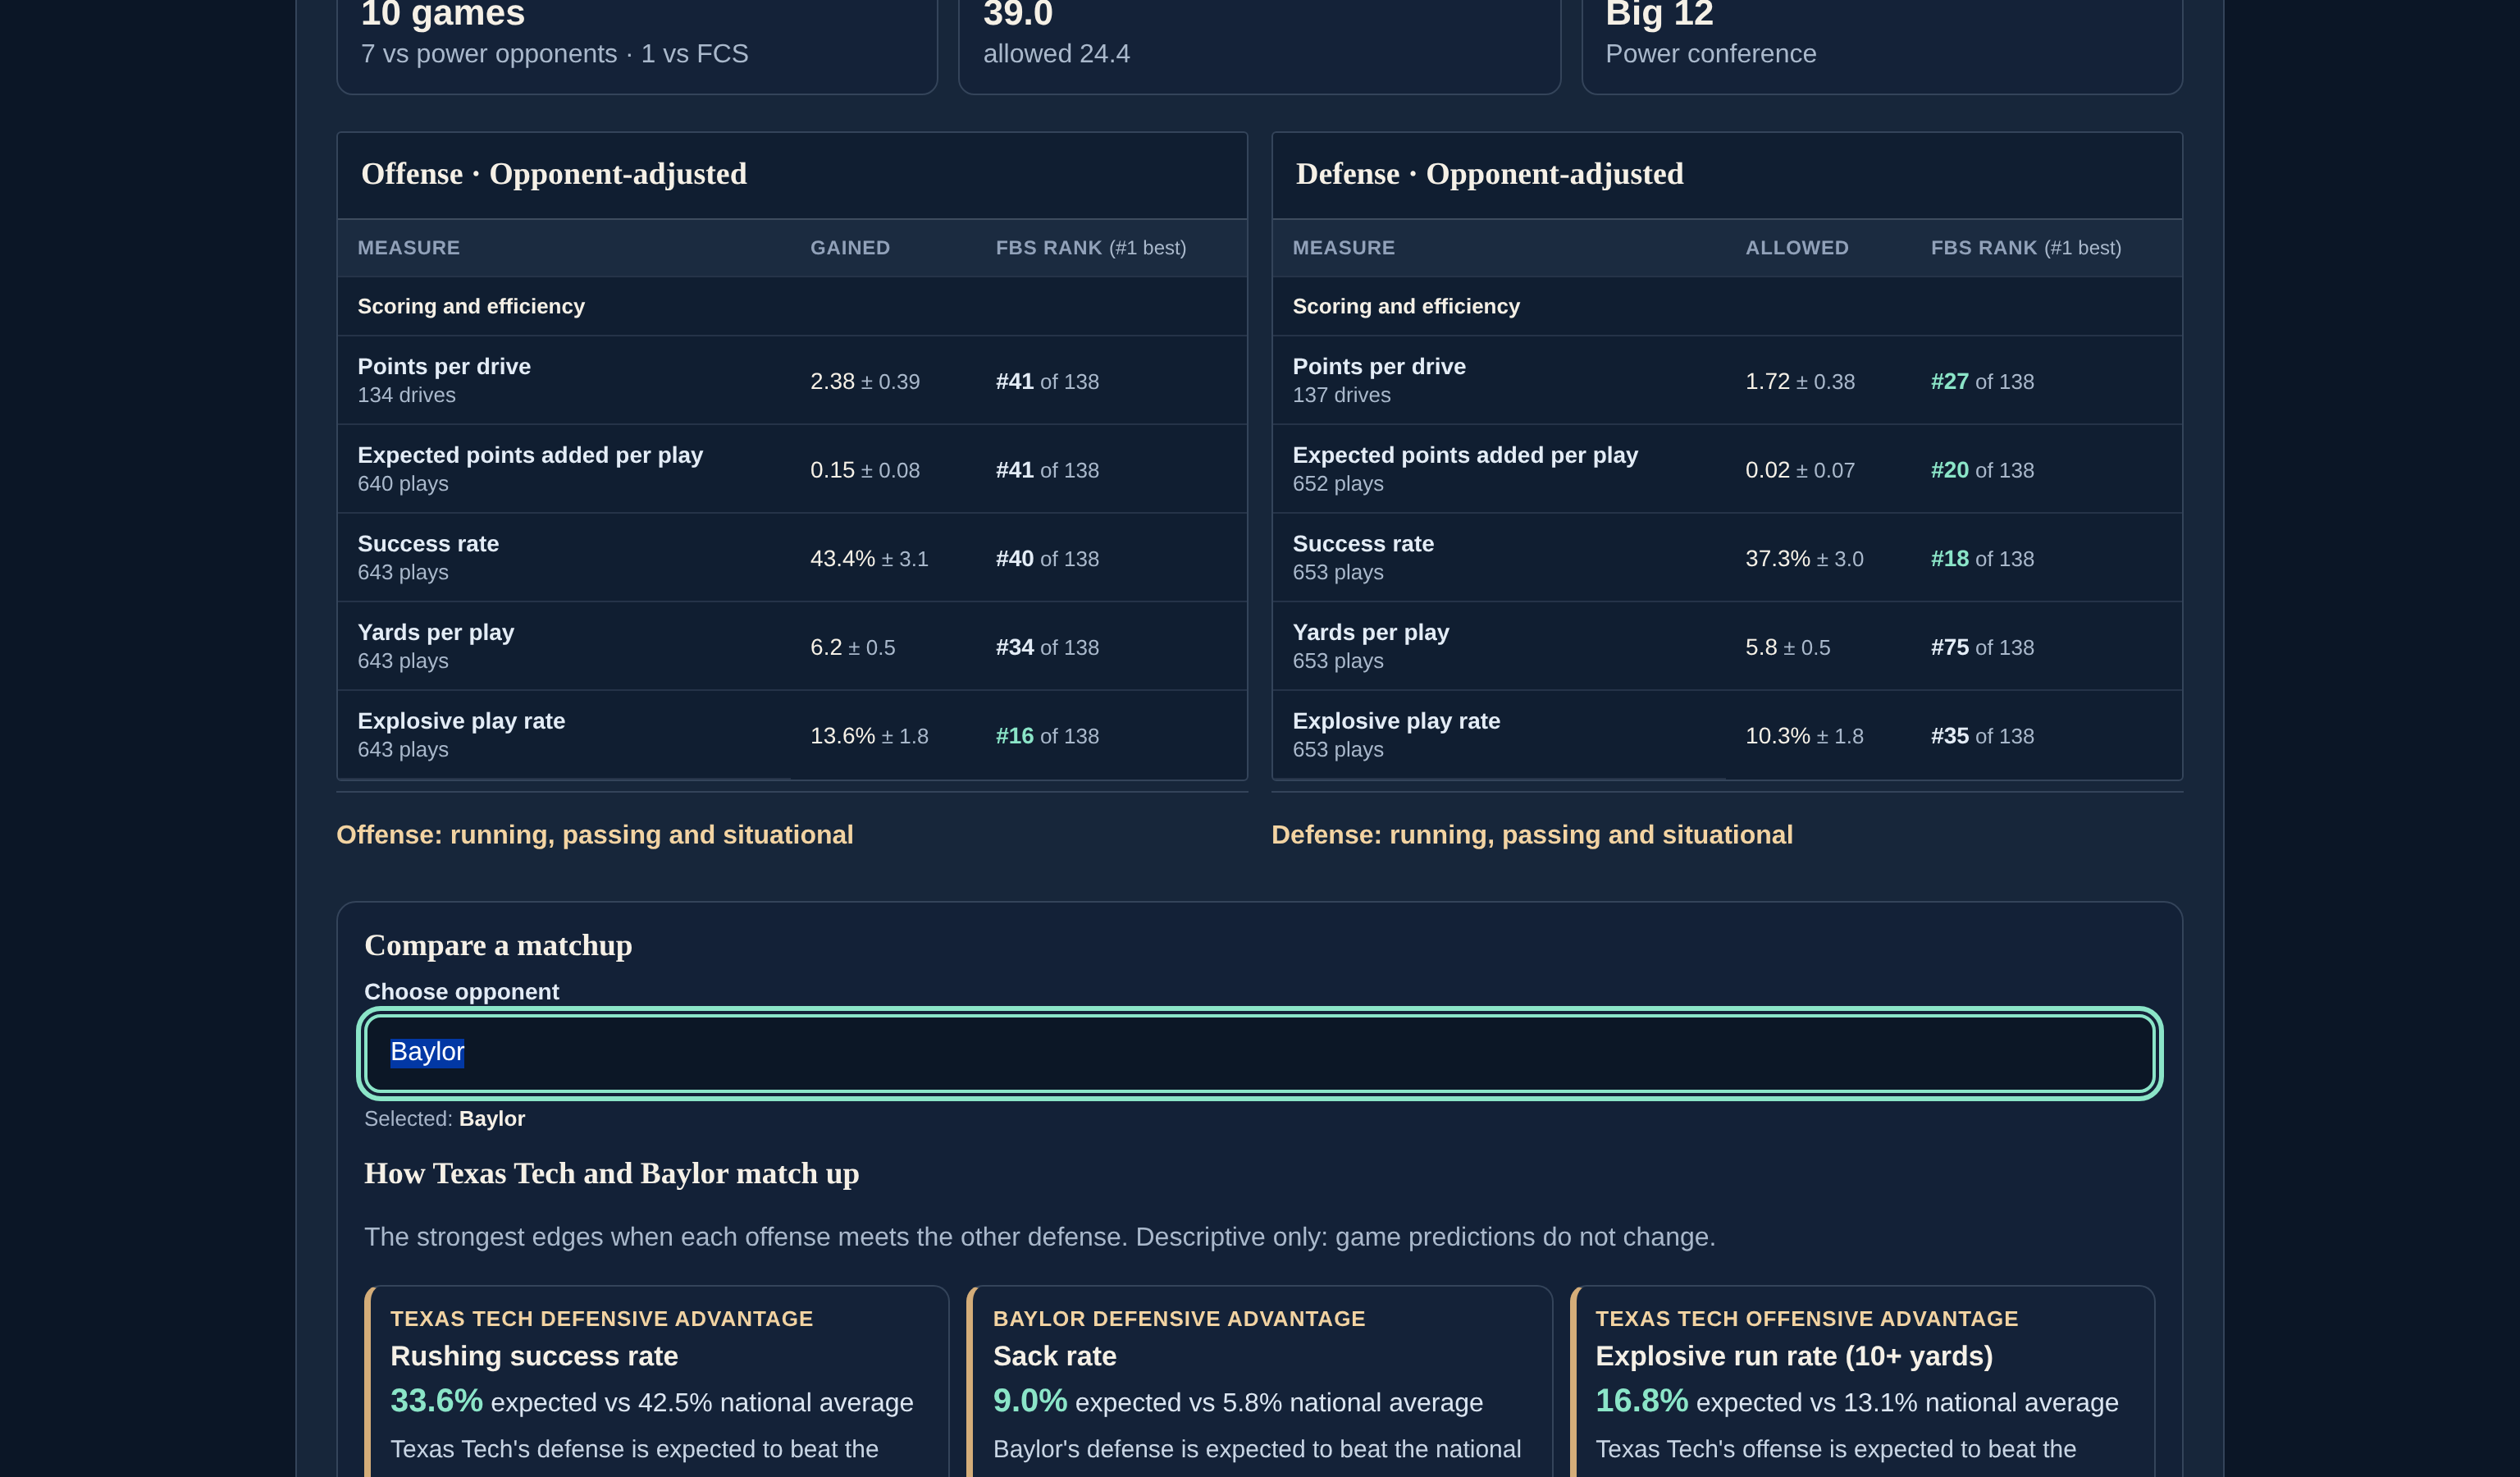 10 games
7 vs power opponents · 1 vs FCS
39.0
allowed 24.4
Big 12
Power conference
Offense · Opponent-adjusted
MEASURE GAINED FBS RANK (#1 best)
Scoring and efficiency
Points per drive
134 drives
2.38 ± 0.39 #41 of 138
Expected points added per play
640 plays
0.15 ± 0.08 #41 of 138
Success rate
643 plays
43.4% ± 3.1 #40 of 138
Yards per play
643 plays
6.2 ± 0.5 #34 of 138
Explosive play rate
643 plays
13.6% ± 1.8 #16 of 138
Offense: running, passing and situational
Defense · Opponent-adjusted
MEASURE ALLOWED FBS RANK (#1 best)
Scoring and efficiency
Points per drive
137 drives
1.72 ± 0.38 #27 of 138
Expected points added per play
652 plays
0.02 ± 0.07 #20 of 138
Success rate
653 plays
37.3% ± 3.0 #18 of 138
Yards per play
653 plays
5.8 ± 0.5 #75 of 138
Explosive play rate
653 plays
10.3% ± 1.8 #35 of 138
Defense: running, passing and situational
Compare a matchup
Choose opponent
Baylor
Selected: Baylor
How Texas Tech and Baylor match up
The strongest edges when each offense meets the other defense. Descriptive only: game predictions do not change.
TEXAS TECH DEFENSIVE ADVANTAGE
Rushing success rate
33.6% expected vs 42.5% national average
Texas Tech's defense is expected to beat the
BAYLOR DEFENSIVE ADVANTAGE
Sack rate
9.0% expected vs 5.8% national average
Baylor's defense is expected to beat the national
TEXAS TECH OFFENSIVE ADVANTAGE
Explosive run rate (10+ yards)
16.8% expected vs 13.1% national average
Texas Tech's offense is expected to beat the